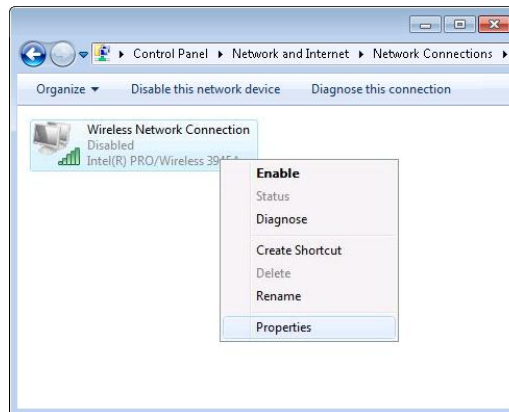 Control Panel ▸ Network and Internet ▸ Network Connections ▸
Organize ▾ Disable this network device Diagnose this connection
Wireless Network Connection
Disabled
Intel(R) PRO/Wireless
Enable
Status
Diagnose
Create Shortcut
Delete
Rename
Properties